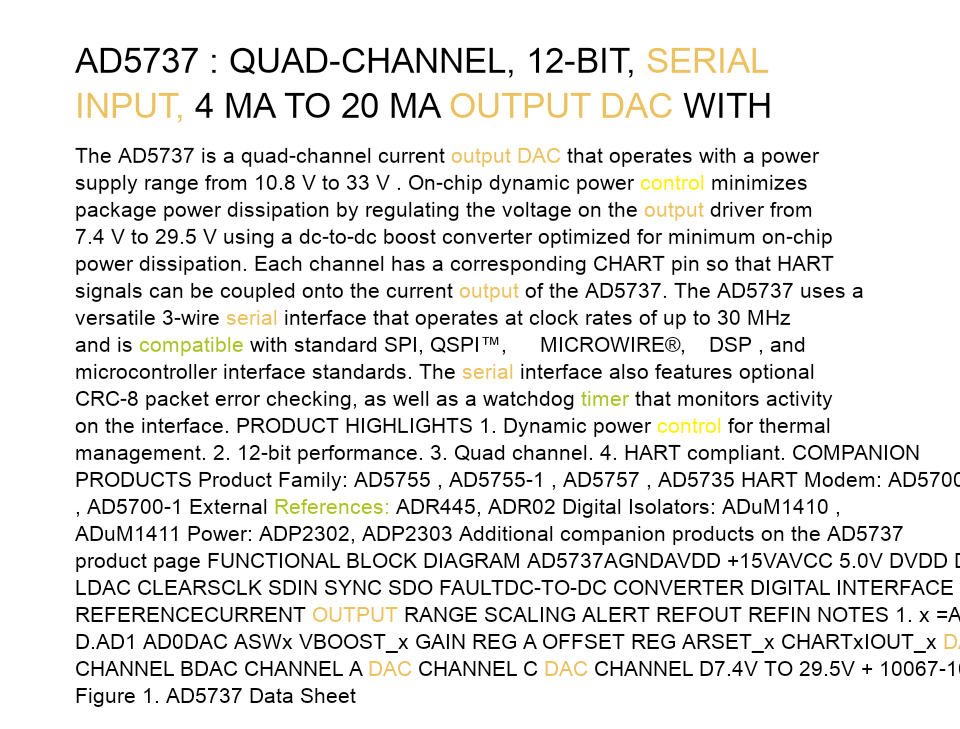 AD5737 : QUAD-CHANNEL, 12-BIT, SERIAL
INPUT, 4 MA TO 20 MA OUTPUT DAC WITH
The AD5737 is a quad-channel current output DAC that operates with a power
supply range from 10.8 V to 33 V . On-chip dynamic power control minimizes
package power dissipation by regulating the voltage on the output driver from
7.4 V to 29.5 V using a dc-to-dc boost converter optimized for minimum on-chip
power dissipation. Each channel has a corresponding CHART pin so that HART
signals can be coupled onto the current output of the AD5737. The AD5737 uses a
versatile 3-wire serial interface that operates at clock rates of up to 30 MHz
and is compatible with standard SPI, QSPI™, MICROWIRE®, DSP , and
microcontroller interface standards. The serial interface also features optional
CRC-8 packet error checking, as well as a watchdog timer that monitors activity
on the interface. PRODUCT HIGHLIGHTS 1. Dynamic power control for thermal
management. 2. 12-bit performance. 3. Quad channel. 4. HART compliant. COMPANION
PRODUCTS Product Family: AD5755 , AD5755-1 , AD5757 , AD5735 HART Modem: AD5700
, AD5700-1 External References: ADR445, ADR02 Digital Isolators: ADuM1410 ,
ADuM1411 Power: ADP2302, ADP2303 Additional companion products on the AD5737
product page FUNCTIONAL BLOCK DIAGRAM AD5737AGNDAVDD +15VAVCC 5.0V DVDD
LDAC CLEARSCLK SDIN SYNC SDO FAULTDC-TO-DC CONVERTER DIGITAL INTERFACE
REFERENCECURRENT OUTPUT RANGE SCALING ALERT REFOUT REFIN NOTES 1. x =A
D.AD1 AD0DAC ASWx VBOOST_x GAIN REG A OFFSET REG ARSET_x CHARTxIOUT_x
CHANNEL BDAC CHANNEL A DAC CHANNEL C DAC CHANNEL D7.4V TO 29.5V + 10067-10
Figure 1. AD5737 Data Sheet